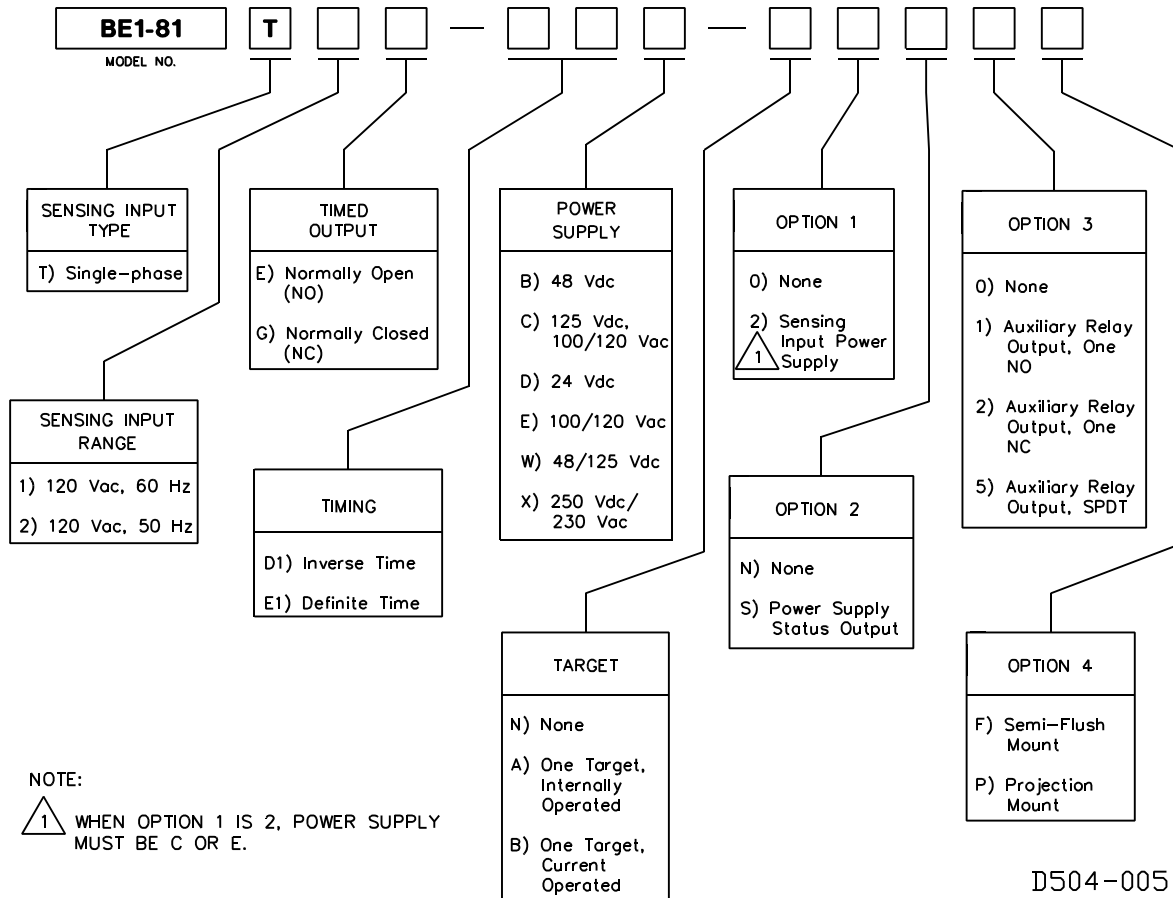 BE1-81 T — —
MODEL NO.
SENSING INPUT
TYPE
T) Single-phase
TIMED
OUTPUT
E) Normally Open
(NO)
G) Normally Closed
(NC)
POWER
SUPPLY
B) 48 Vdc
C) 125 Vdc,
100/120 Vac
D) 24 Vdc
E) 100/120 Vac
W) 48/125 Vdc
X) 250 Vdc/
230 Vac
OPTION 1
0) None
2) Sensing
Input Power
Supply
1
OPTION 3
0) None
1) Auxiliary Relay
Output, One
NO
2) Auxiliary Relay
Output, One
NC
5) Auxiliary Relay
Output, SPDT
SENSING INPUT
RANGE
1) 120 Vac, 60 Hz
2) 120 Vac, 50 Hz
TIMING
D1) Inverse Time
E1) Definite Time
OPTION 2
N) None
S) Power Supply
Status Output
TARGET
N) None
A) One Target,
Internally
Operated
B) One Target,
Current
Operated
OPTION 4
F) Semi-Flush
Mount
P) Projection
Mount
NOTE:
1 WHEN OPTION 1 IS 2, POWER SUPPLY
MUST BE C OR E.
D504-005